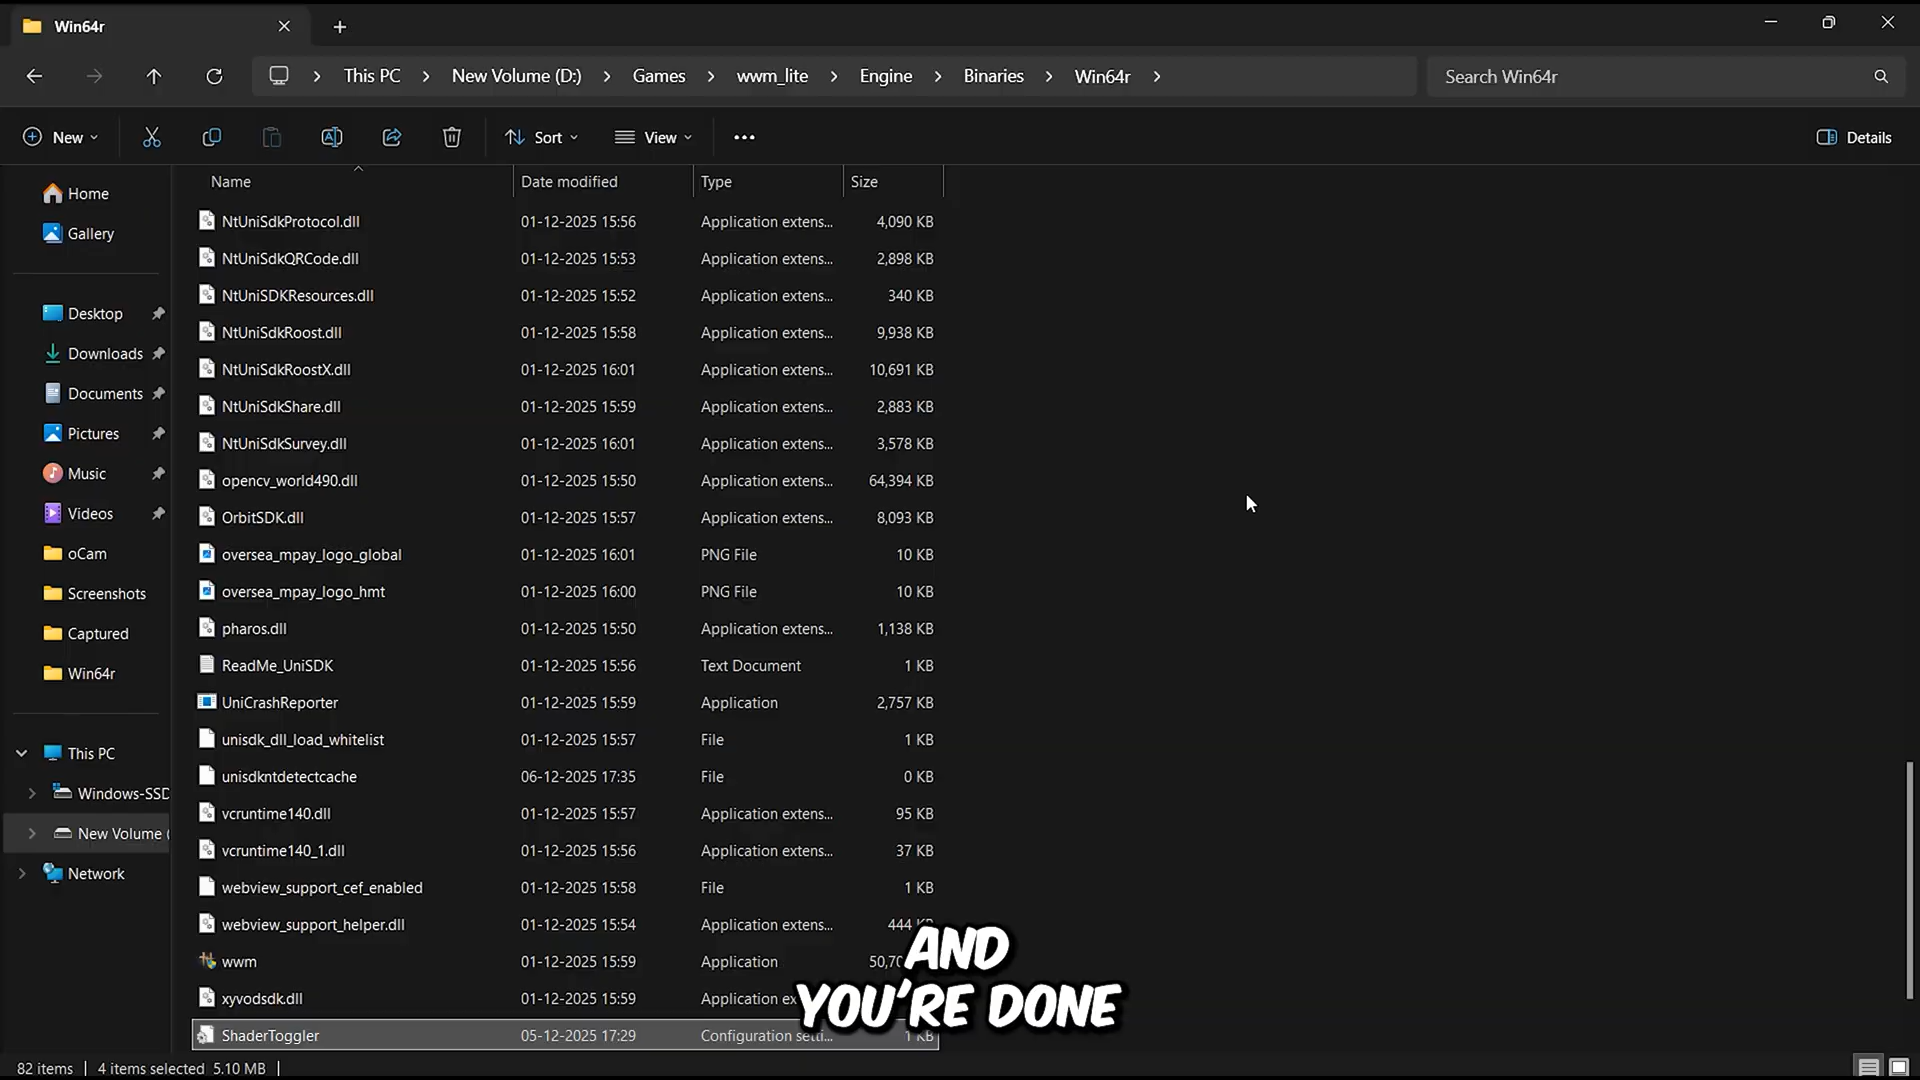 Win64r
This PC > New Volume (D:) > Games > wwm_lite > Engine > Binaries > Win64r >
Search Win64r
New
Sort
View
Details
Name Date modified Type Size
NtUniSdkProtocol.dll 01-12-2025 15:56 Application extens... 4,090 KB
NtUniSdkQRCode.dll 01-12-2025 15:53 Application extens... 2,898 KB
NtUniSDKResources.dll 01-12-2025 15:52 Application extens... 340 KB
NtUniSdkRoost.dll 01-12-2025 15:58 Application extens... 9,938 KB
NtUniSdkRoostX.dll 01-12-2025 16:01 Application extens... 10,691 KB
NtUniSdkShare.dll 01-12-2025 15:59 Application extens... 2,883 KB
NtUniSdkSurvey.dll 01-12-2025 16:01 Application extens... 3,578 KB
opencv_world490.dll 01-12-2025 15:50 Application extens... 64,394 KB
OrbitSDK.dll 01-12-2025 15:57 Application extens... 8,093 KB
oversea_mpay_logo_global 01-12-2025 16:01 PNG File 10 KB
oversea_mpay_logo_hmt 01-12-2025 16:00 PNG File 10 KB
pharos.dll 01-12-2025 15:50 Application extens... 1,138 KB
ReadMe_UniSDK 01-12-2025 15:56 Text Document 1 KB
UniCrashReporter 01-12-2025 15:59 Application 2,757 KB
unisdk_dll_load_whitelist 01-12-2025 15:57 File 1 KB
unisdkntdetectcache 06-12-2025 17:35 File 0 KB
vcruntime140.dll 01-12-2025 15:57 Application extens... 95 KB
vcruntime140_1.dll 01-12-2025 15:56 Application extens... 37 KB
webview_support_cef_enabled 01-12-2025 15:58 File 1 KB
webview_support_helper.dll 01-12-2025 15:54 Application extens... 444 KB
wwm 01-12-2025 15:59 Application 50,70
xyvodsdk.dll 01-12-2025 15:59 Application ex
ShaderToggler 05-12-2025 17:29 Configuration setti... 1 KB
Home
Gallery
Desktop
Downloads
Documents
Pictures
Music
Videos
oCam
Screenshots
Captured
Win64r
This PC
Windows-SSD
New Volume (
Network
AND
YOU'RE DONE
82 items | 4 items selected 5.10 MB |